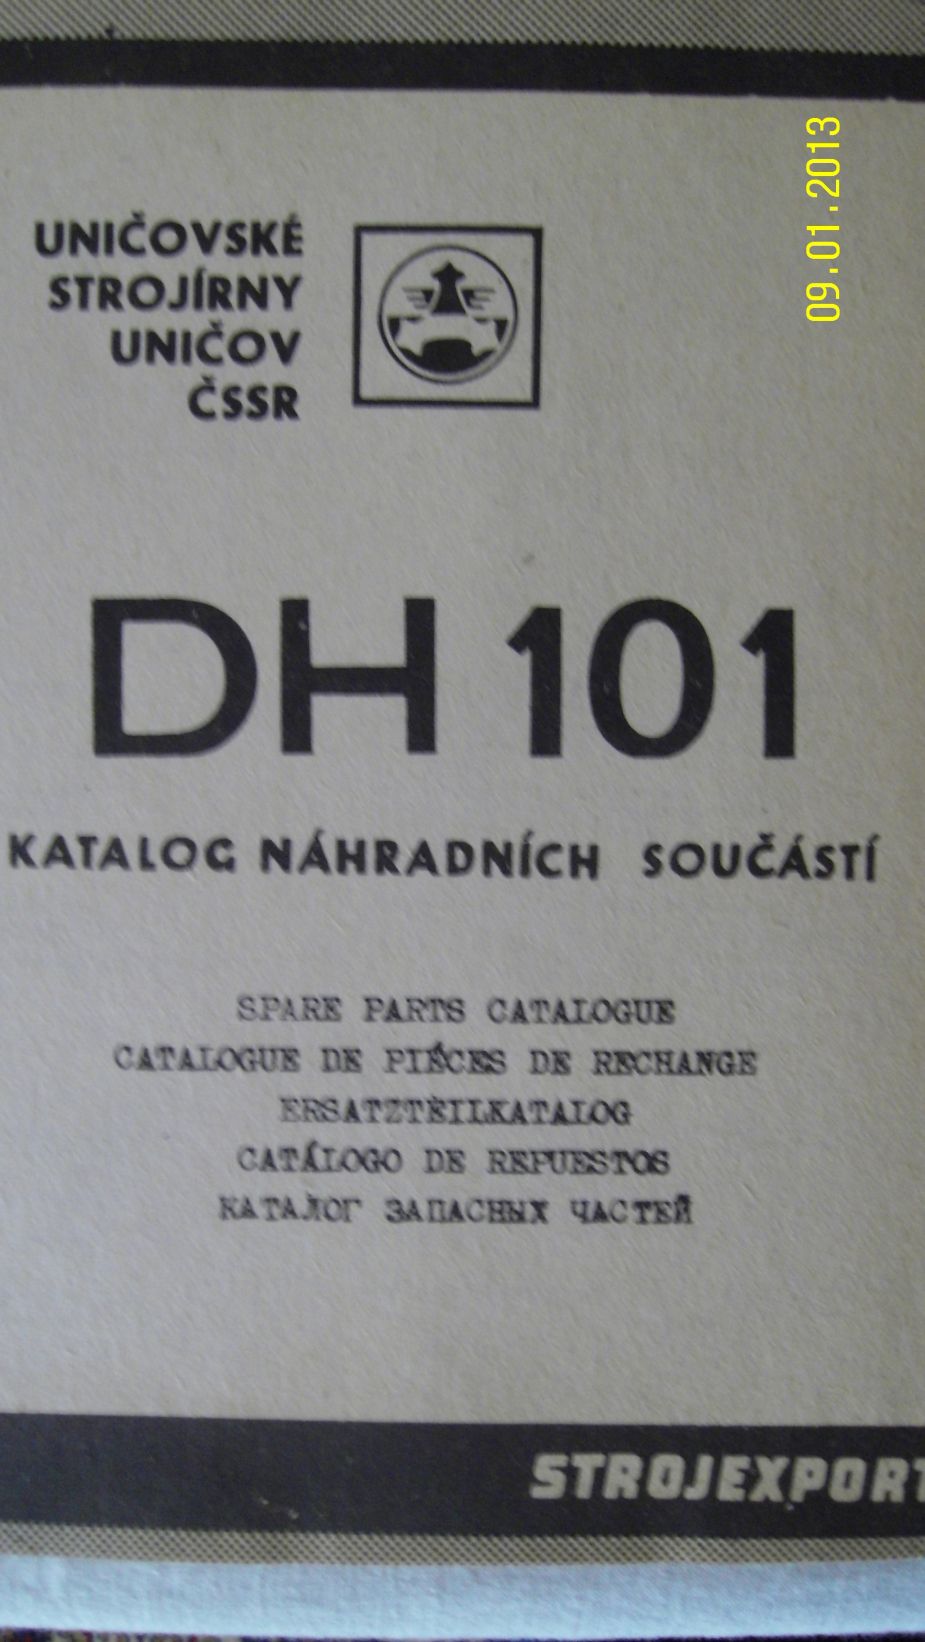 09.01.2013
UNIČOVSKÉ
STROJÍRNY
UNIČOV
ČSSR
DH 101
KATALOG NÁHRADNÍCH SOUČÁSTÍ
SPARE PARTS CATALOGUE
CATALOGUE DE PIÉCES DE RECHANGE
ERSATZTEILKATALOG
CATÁLOGO DE REPUESTOS
КАТАЛОГ ЗАПАСНЫХ ЧАСТЕЙ
STROJEXPORT